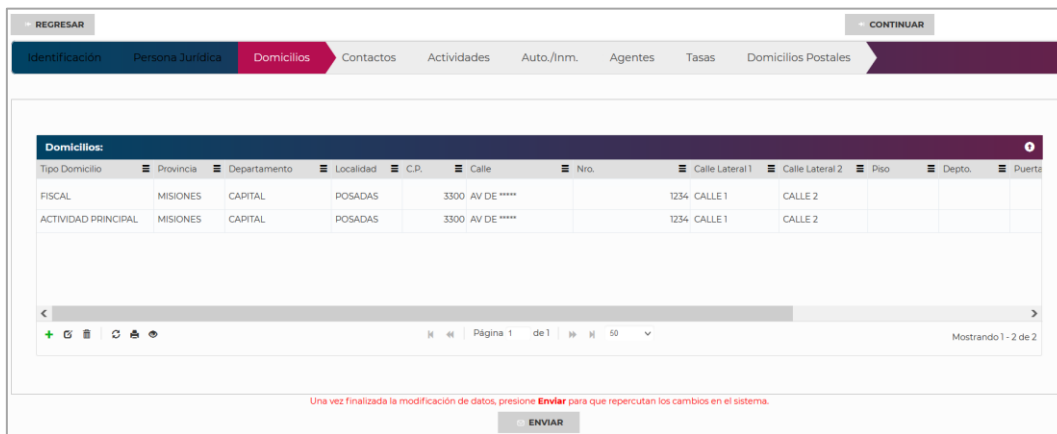 REGRESAR CONTINUAR
Identificación Persona Jurídica Domicilios Contactos Actividades Auto./Inm. Agentes Tasas Domicilios Postales
Domicilios:
Tipo Domicilio Provincia Departamento Localidad C.P. Calle Nro. Calle Lateral 1 Calle Lateral 2 Piso Depto. Puerta
FISCAL MISIONES CAPITAL POSADAS 3300 AV DE ***** 1234 CALLE 1 CALLE 2
ACTIVIDAD PRINCIPAL MISIONES CAPITAL POSADAS 3300 AV DE ***** 1234 CALLE 1 CALLE 2
Página 1 de 1 50 Mostrando 1 - 2 de 2
Una vez finalizada la modificación de datos, presione Enviar para que repercutan los cambios en el sistema.
ENVIAR